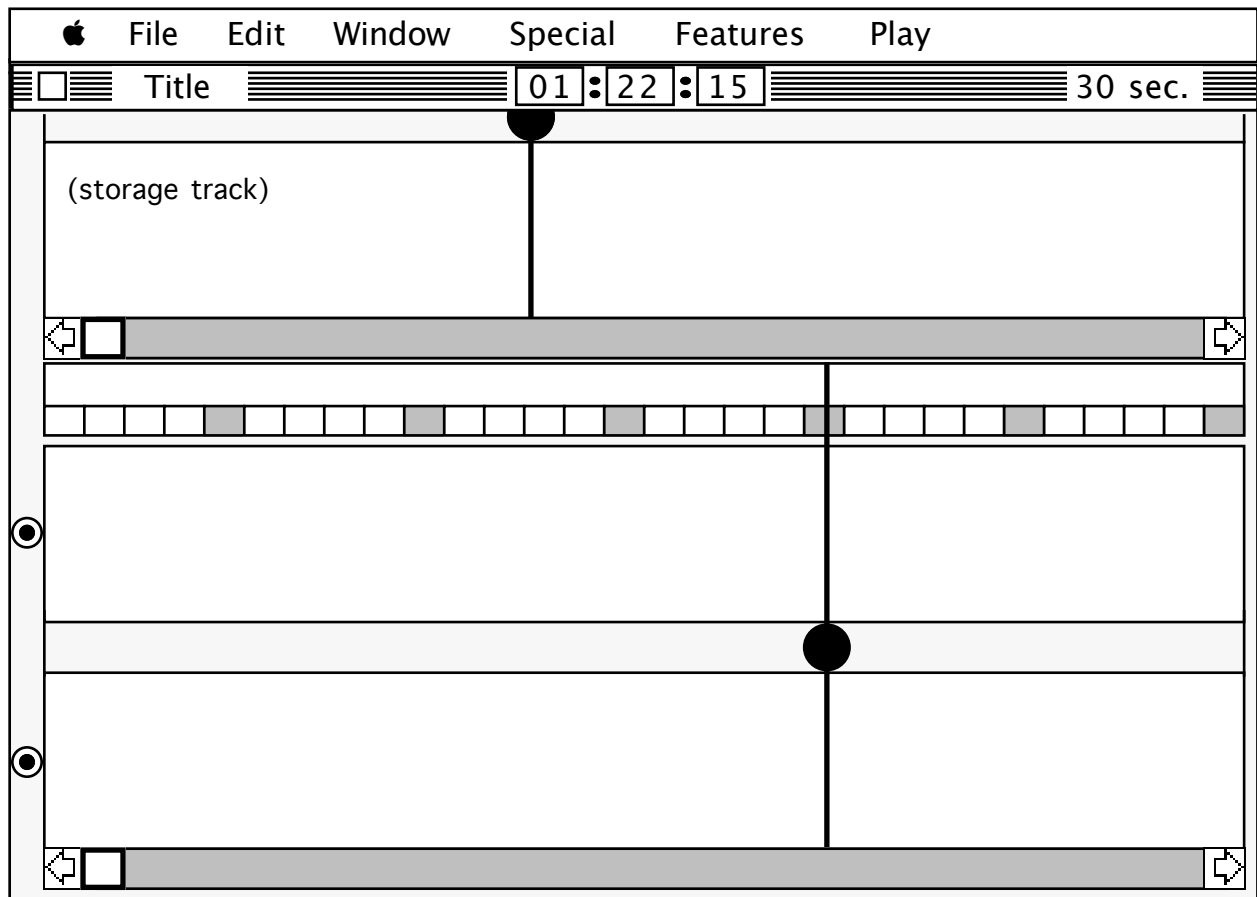 File Edit Window Special Features Play
Title 01:22:15 30 sec.
(storage track)